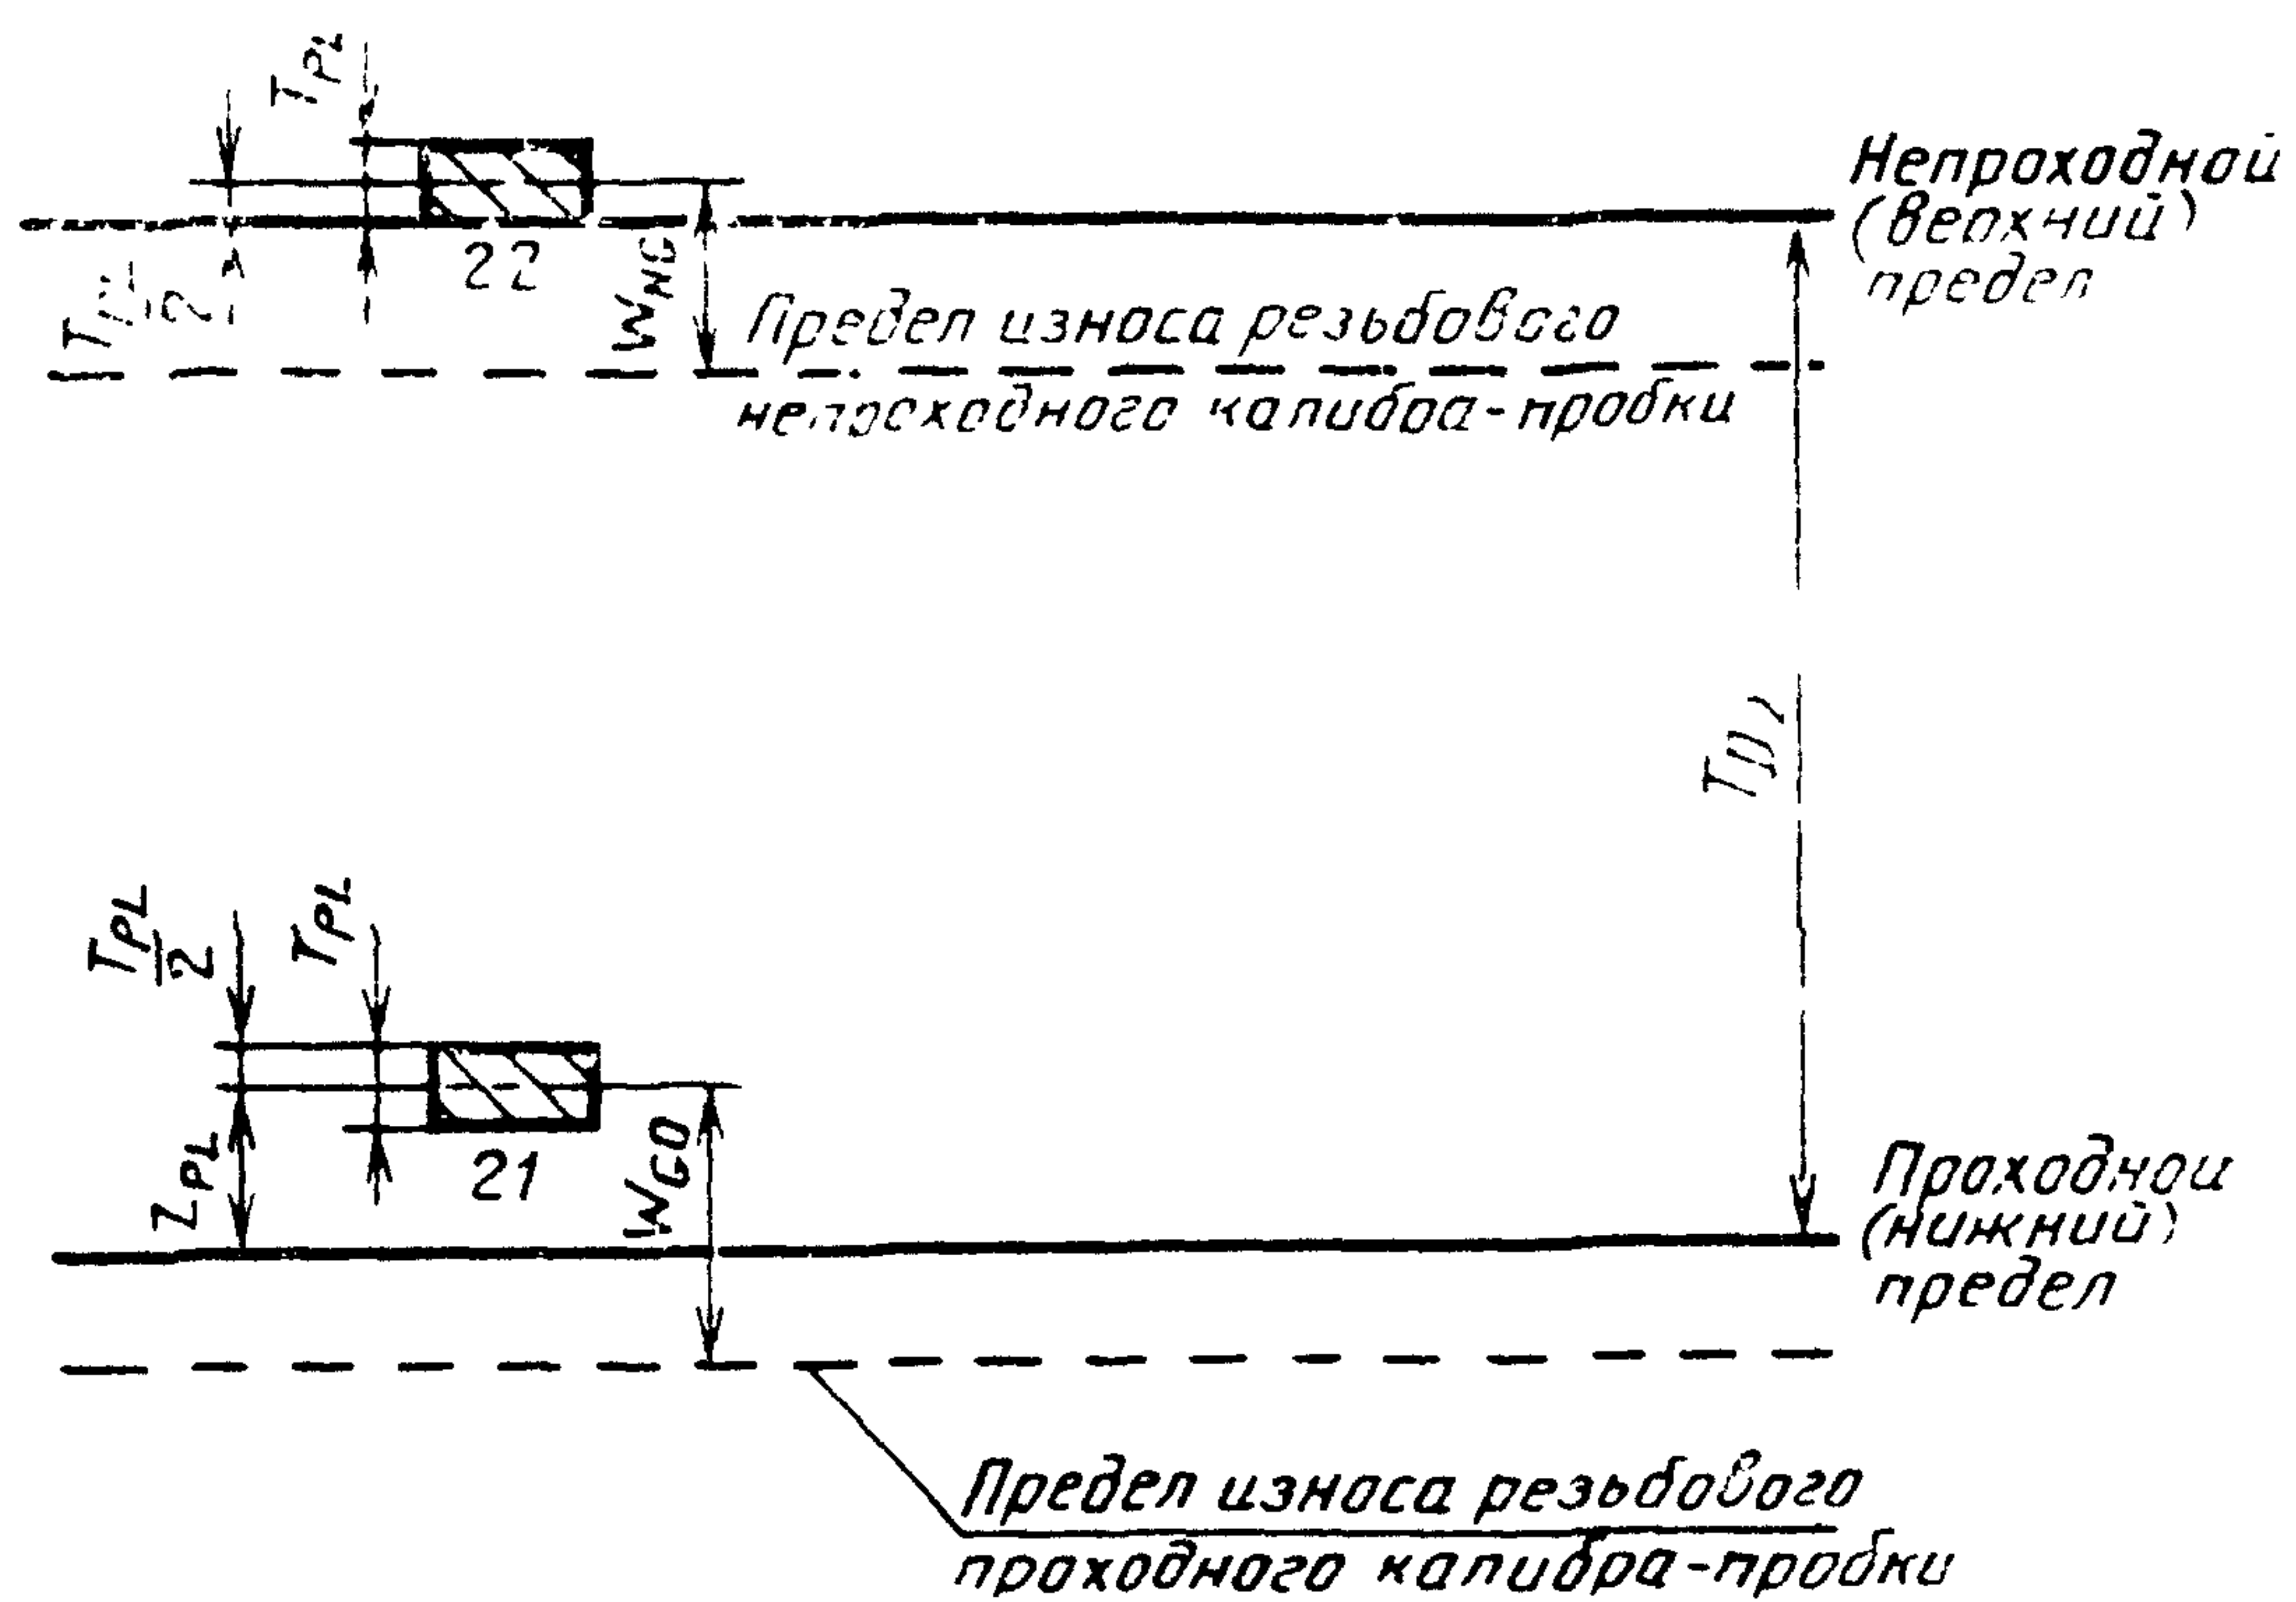 T_PL
Непроходной
(верхний)
предел
22
W_NG
Предел износа резьбового
непроходного калибра-пробки
T_PL
2
T_PL
Z_PL
21
W_GO
Проходной
(нижний)
предел
Предел износа резьбового
проходного калибра-пробки